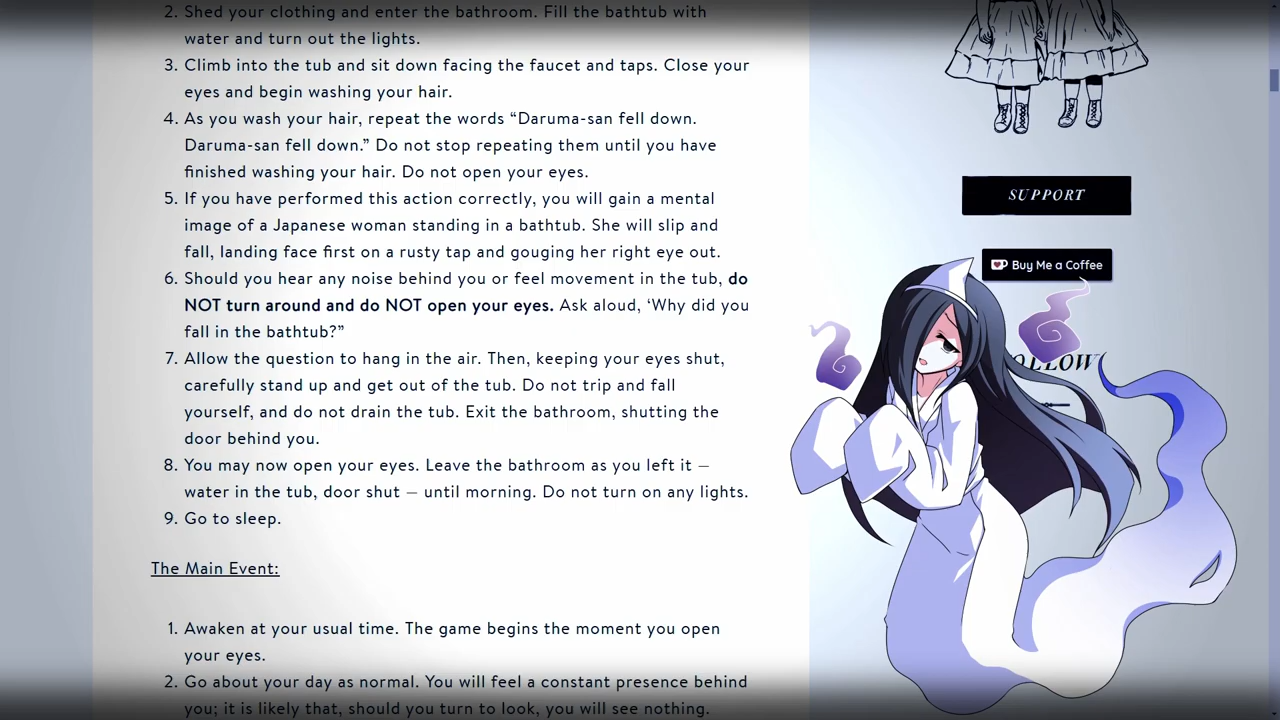 2. Shed your clothing and enter the bathroom. Fill the bathtub with
water and turn out the lights.
3. Climb into the tub and sit down facing the faucet and taps. Close your
eyes and begin washing your hair.
4. As you wash your hair, repeat the words “Daruma-san fell down.
Daruma-san fell down.” Do not stop repeating them until you have
finished washing your hair. Do not open your eyes.
5. If you have performed this action correctly, you will gain a mental
image of a Japanese woman standing in a bathtub. She will slip and
fall, landing face first on a rusty tap and gouging her right eye out.
6. Should you hear any noise behind you or feel movement in the tub, do
NOT turn around and do NOT open your eyes. Ask aloud, ‘Why did you
fall in the bathtub?”
7. Allow the question to hang in the air. Then, keeping your eyes shut,
carefully stand up and get out of the tub. Do not trip and fall
yourself, and do not drain the tub. Exit the bathroom, shutting the
door behind you.
8. You may now open your eyes. Leave the bathroom as you left it —
water in the tub, door shut — until morning. Do not turn on any lights.
9. Go to sleep.
The Main Event:
1. Awaken at your usual time. The game begins the moment you open
your eyes.
2. Go about your day as normal. You will feel a constant presence behind
you; it is likely that, should you turn to look, you will see nothing.
SUPPORT
Buy Me a Coffee
OLLOW